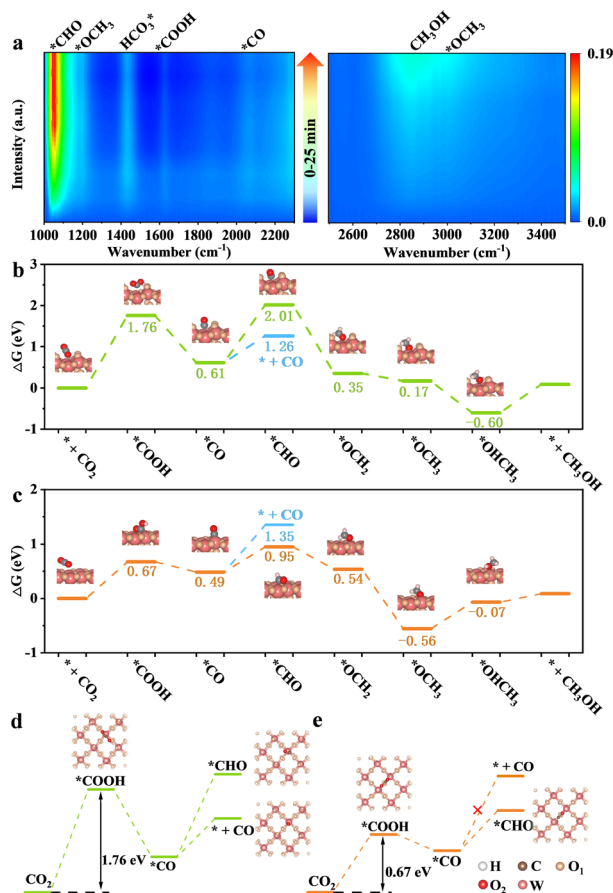 a
*CHO
*OCH₃
HCO₃*
*COOH
*CO
CH₃OH
*OCH₃
Intensity (a.u.)
0-25 min
0.19
0.0
1000 1400 1800 2200
Wavenumber (cm⁻¹)
2600 3000 3400
Wavenumber (cm⁻¹)
b
ΔG (eV)
3
2
1
0
-1
1.76
0.61
2.01
1.26
* + CO
0.35
0.17
−0.60
* + CO₂
*COOH
*CO
*CHO
*OCH₂
*OCH₃
*OHCH₃
* + CH₃OH
c
ΔG (eV)
2
1
0
-1
0.67
0.49
* + CO
1.35
0.95
0.54
−0.56
−0.07
* + CO₂
*COOH
*CO
*CHO
*OCH₂
*OCH₃
*OHCH₃
* + CH₃OH
d
*COOH
*CHO
* + CO
*CO
CO₂
1.76 eV
e
* + CO
*COOH
*CHO
*CO
CO₂
0.67 eV
H C O₁
O₂ W